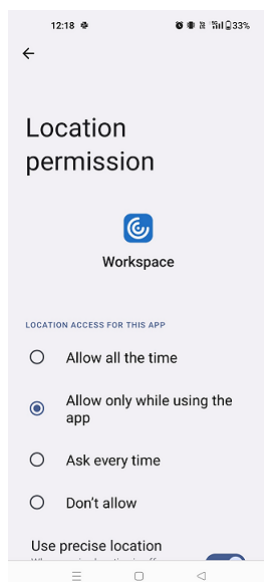 12:18
33%
Location
permission
Workspace
LOCATION ACCESS FOR THIS APP
Allow all the time
Allow only while using the
app
Ask every time
Don't allow
Use precise location